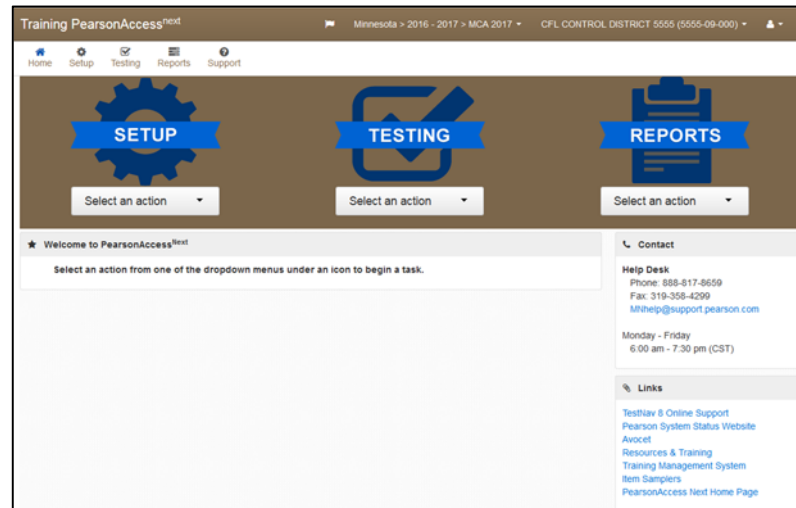 Training PearsonAccessnext
Minnesota > 2016 - 2017 > MCA 2017
CFL CONTROL DISTRICT 5555 (5555-09-000)
Home
Setup
Testing
Reports
Support
SETUP
TESTING
REPORTS
Select an action
Select an action
Select an action
Welcome to PearsonAccessNext
Select an action from one of the dropdown menus under an icon to begin a task.
Contact
Help Desk
Phone: 888-817-8659
Fax: 319-358-4299
MNhelp@support.pearson.com
Monday - Friday
6:00 am - 7:30 pm (CST)
Links
TestNav 8 Online Support
Pearson System Status Website
Avocet
Resources & Training
Training Management System
Item Samplers
PearsonAccess Next Home Page